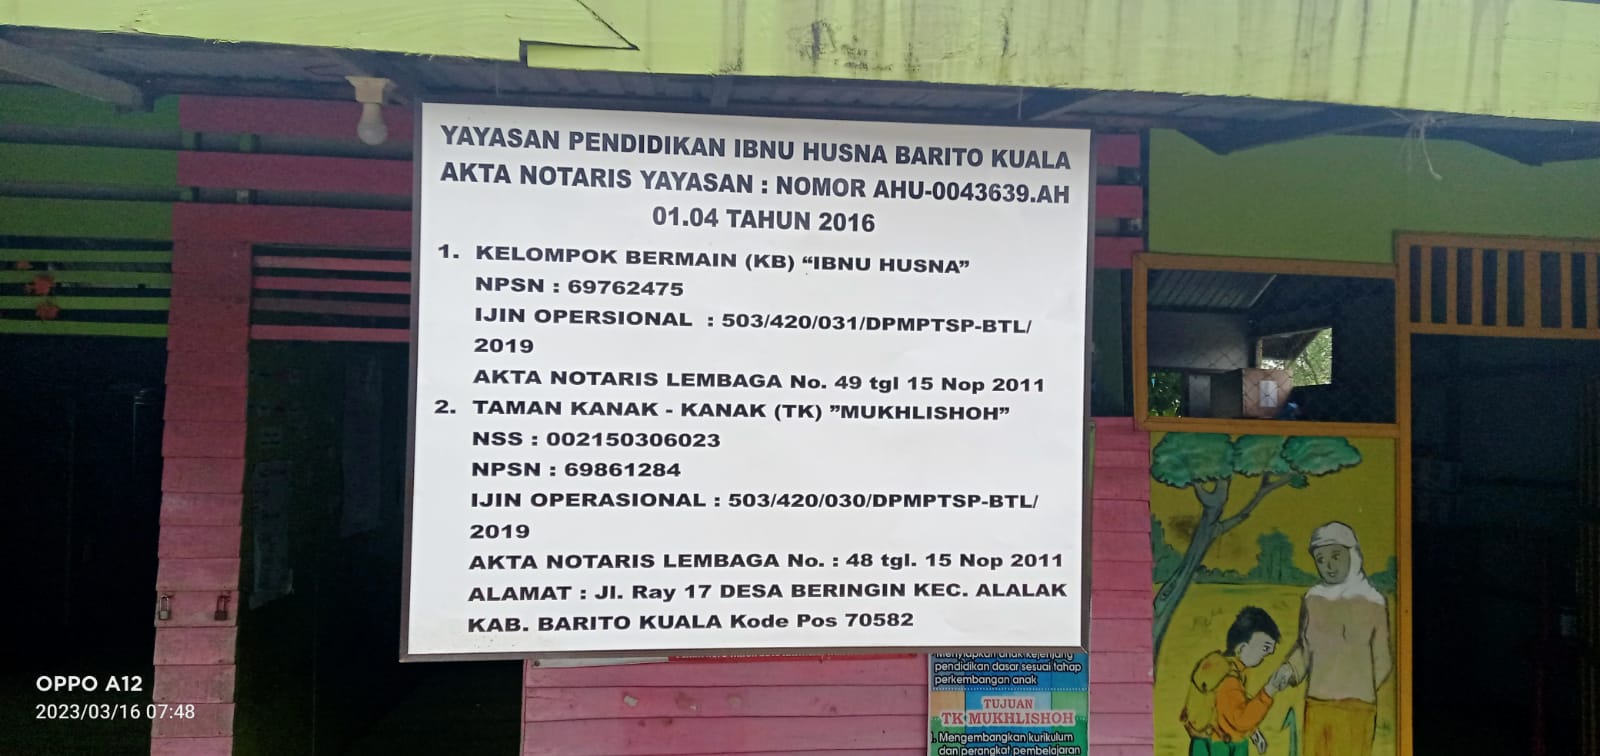 YAYASAN PENDIDIKAN IBNU HUSNA BARITO KUALA
AKTA NOTARIS YAYASAN : NOMOR AHU-0043639.AH
01.04 TAHUN 2016
1. KELOMPOK BERMAIN (KB) “IBNU HUSNA”
NPSN : 69762475
IJIN OPERSIONAL : 503/420/031/DPMPTSP-BTL/
2019
AKTA NOTARIS LEMBAGA No. 49 tgl 15 Nop 2011
2. TAMAN KANAK - KANAK (TK) ”MUKHLISHOH”
NSS : 002150306023
NPSN : 69861284
IJIN OPERASIONAL : 503/420/030/DPMPTSP-BTL/
2019
AKTA NOTARIS LEMBAGA No. : 48 tgl. 15 Nop 2011
ALAMAT : Jl. Ray 17 DESA BERINGIN KEC. ALALAK
KAB. BARITO KUALA Kode Pos 70582
Menyiapkan anak kejenjang
pendidikan dasar sesuai tahap
perkembangan anak
TUJUAN
TK MUKHLISHOH
Mengembangkan kurikulum
dan perangkat pembelajaran
OPPO A12
2023/03/16 07:48